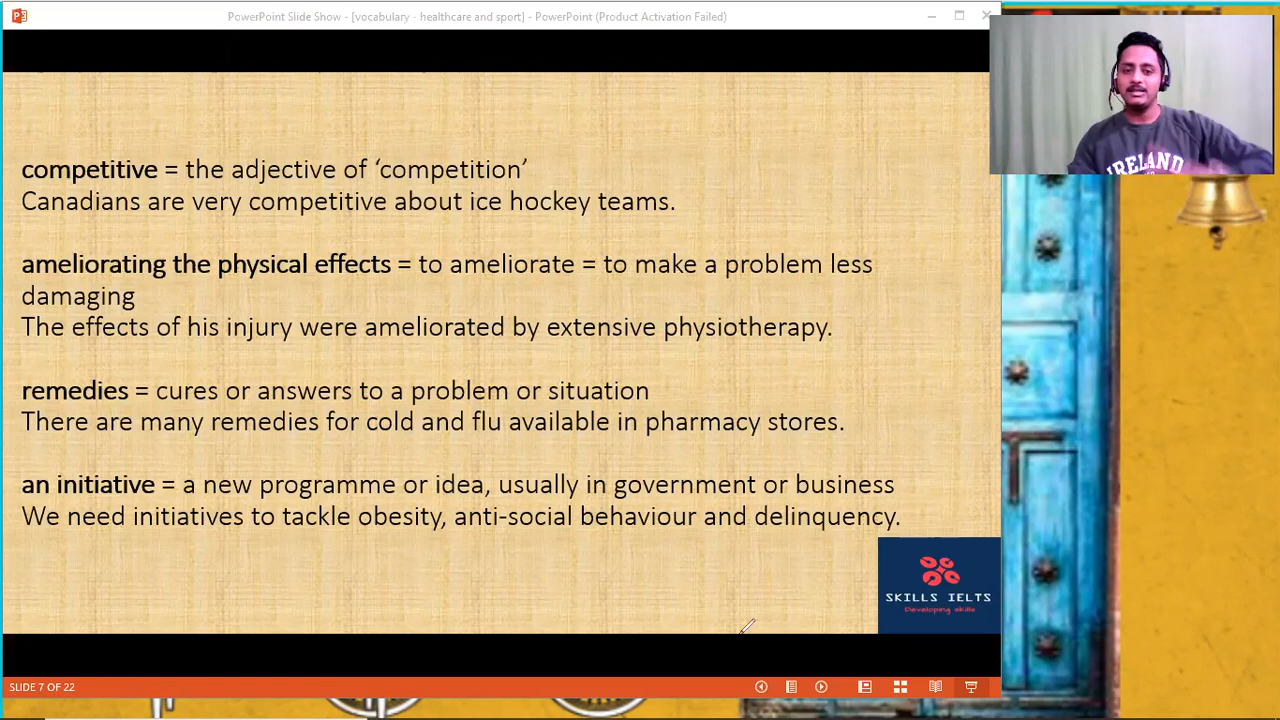 PowerPoint Slide Show - [vocabulary - healthcare and sport] - PowerPoint (Product Activation Failed)
competitive = the adjective of ‘competition’
Canadians are very competitive about ice hockey teams.
ameliorating the physical effects = to ameliorate = to make a problem less
damaging
The effects of his injury were ameliorated by extensive physiotherapy.
remedies = cures or answers to a problem or situation
There are many remedies for cold and flu available in pharmacy stores.
an initiative = a new programme or idea, usually in government or business
We need initiatives to tackle obesity, anti-social behaviour and delinquency.
SKILLS IELTS
Developing skills
SLIDE 7 OF 22
IRELAND